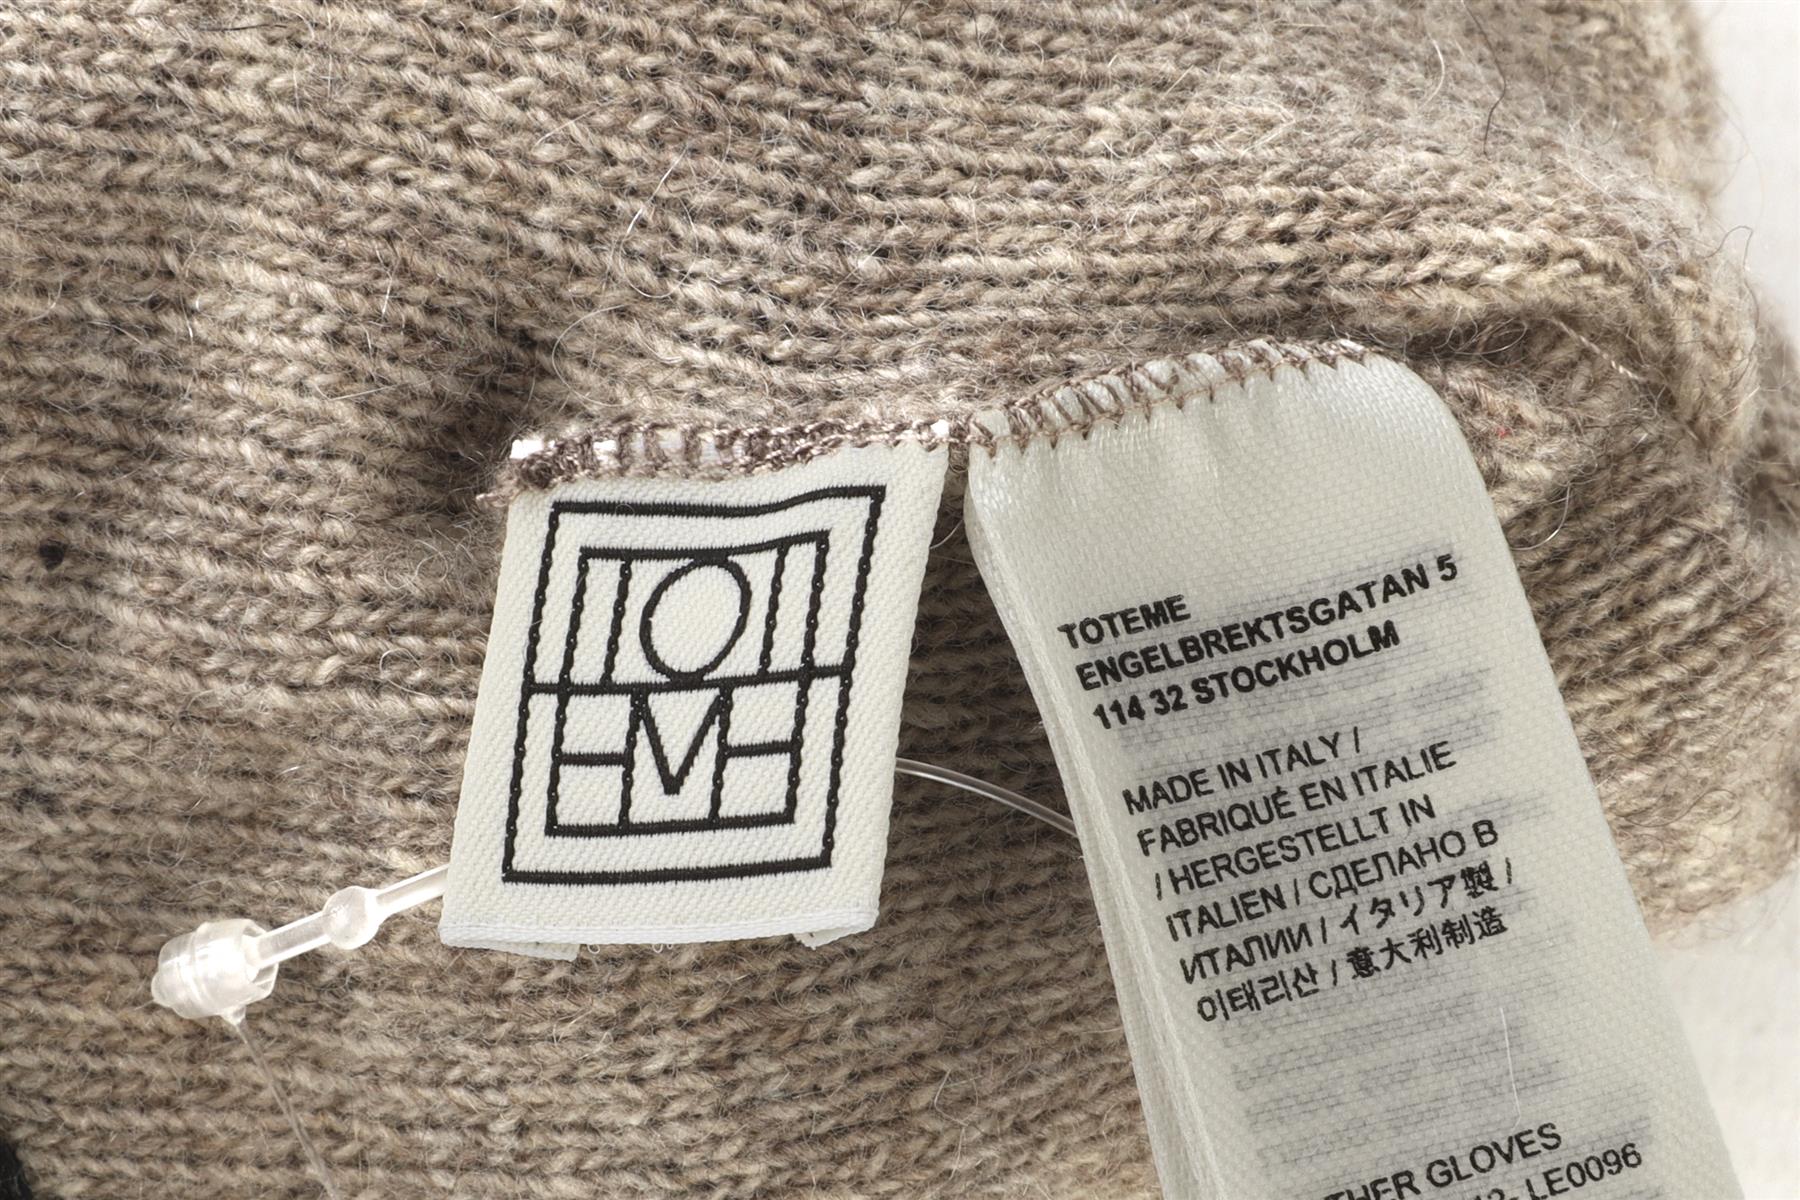 TOTEME
ENGELBREKTSGATAN 5
114 32 STOCKHOLM
MADE IN ITALY /
FABRIQUÉ EN ITALIE
/ HERGESTELLT IN
ITALIEN / СДЕЛАНО В
ИТАЛИИ / イタリア製 /
이태리산 / 意大利制造
THER GLOVES
LE0096